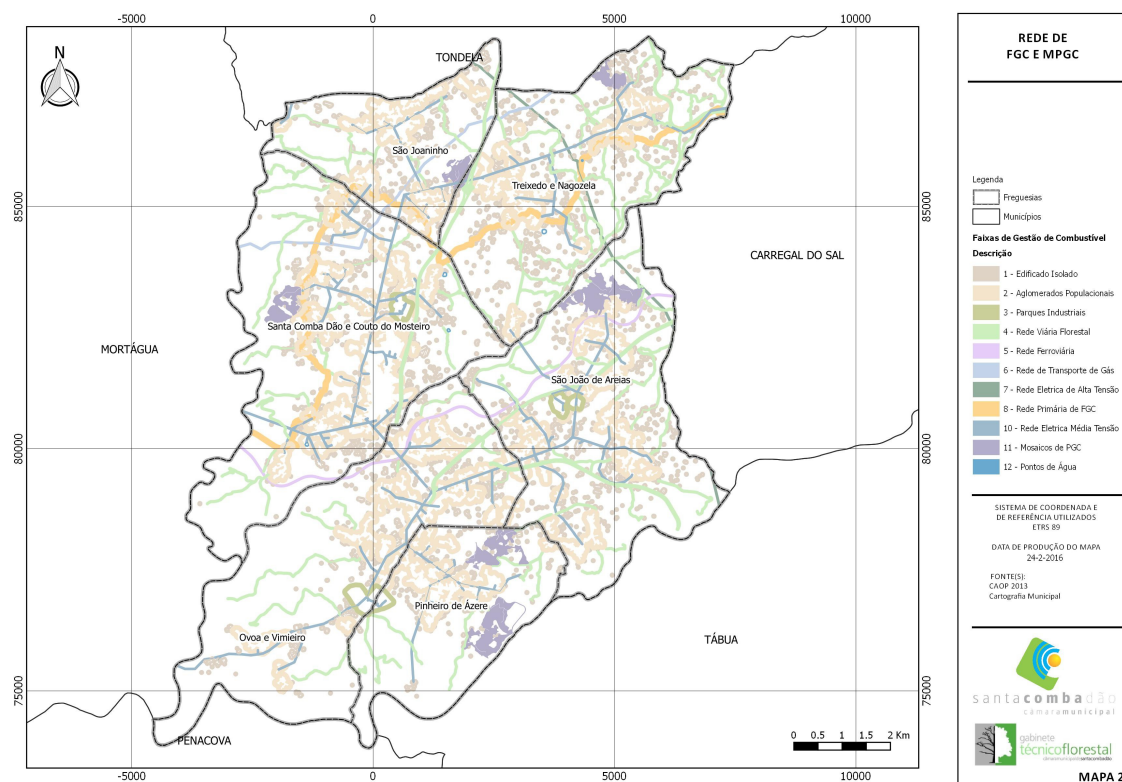 -5000
0
5000
10000
REDE DE
FGC E MPGC
N
TONDELA
São Joaninho
Treixedo e Nagozela
85000
85000
CARREGAL DO SAL
Santa Comba Dão e Couto do Mosteiro
MORTÁGUA
São João de Areias
80000
80000
Pinheiro de Ázere
Ovoa e Vimieiro
TÁBUA
75000
75000
PENACOVA
0 0.5 1 1.5 2 Km
-5000
0
5000
10000
Legenda
Freguesias
Municípios
Faixas de Gestão de Combustível
Descrição
1 - Edificado Isolado
2 - Aglomerados Populacionais
3 - Parques Industriais
4 - Rede Viária Florestal
5 - Rede Ferroviária
6 - Rede de Transporte de Gás
7 - Rede Eletrica de Alta Tensão
8 - Rede Primária de FGC
10 - Rede Eletrica Média Tensão
11 - Mosaicos de PGC
12 - Pontos de Água
SISTEMA DE COORDENADA E
DE REFERÊNCIA UTILIZADOS
ETRS 89
DATA DE PRODUÇÃO DO MAPA
24-2-2016
FONTE(S):
CAOP 2013
Cartografia Municipal
santacombadão
câmaramunicipal
gabinete
técnicoflorestal
câmaramunicipalsantacombadão
MAPA 2